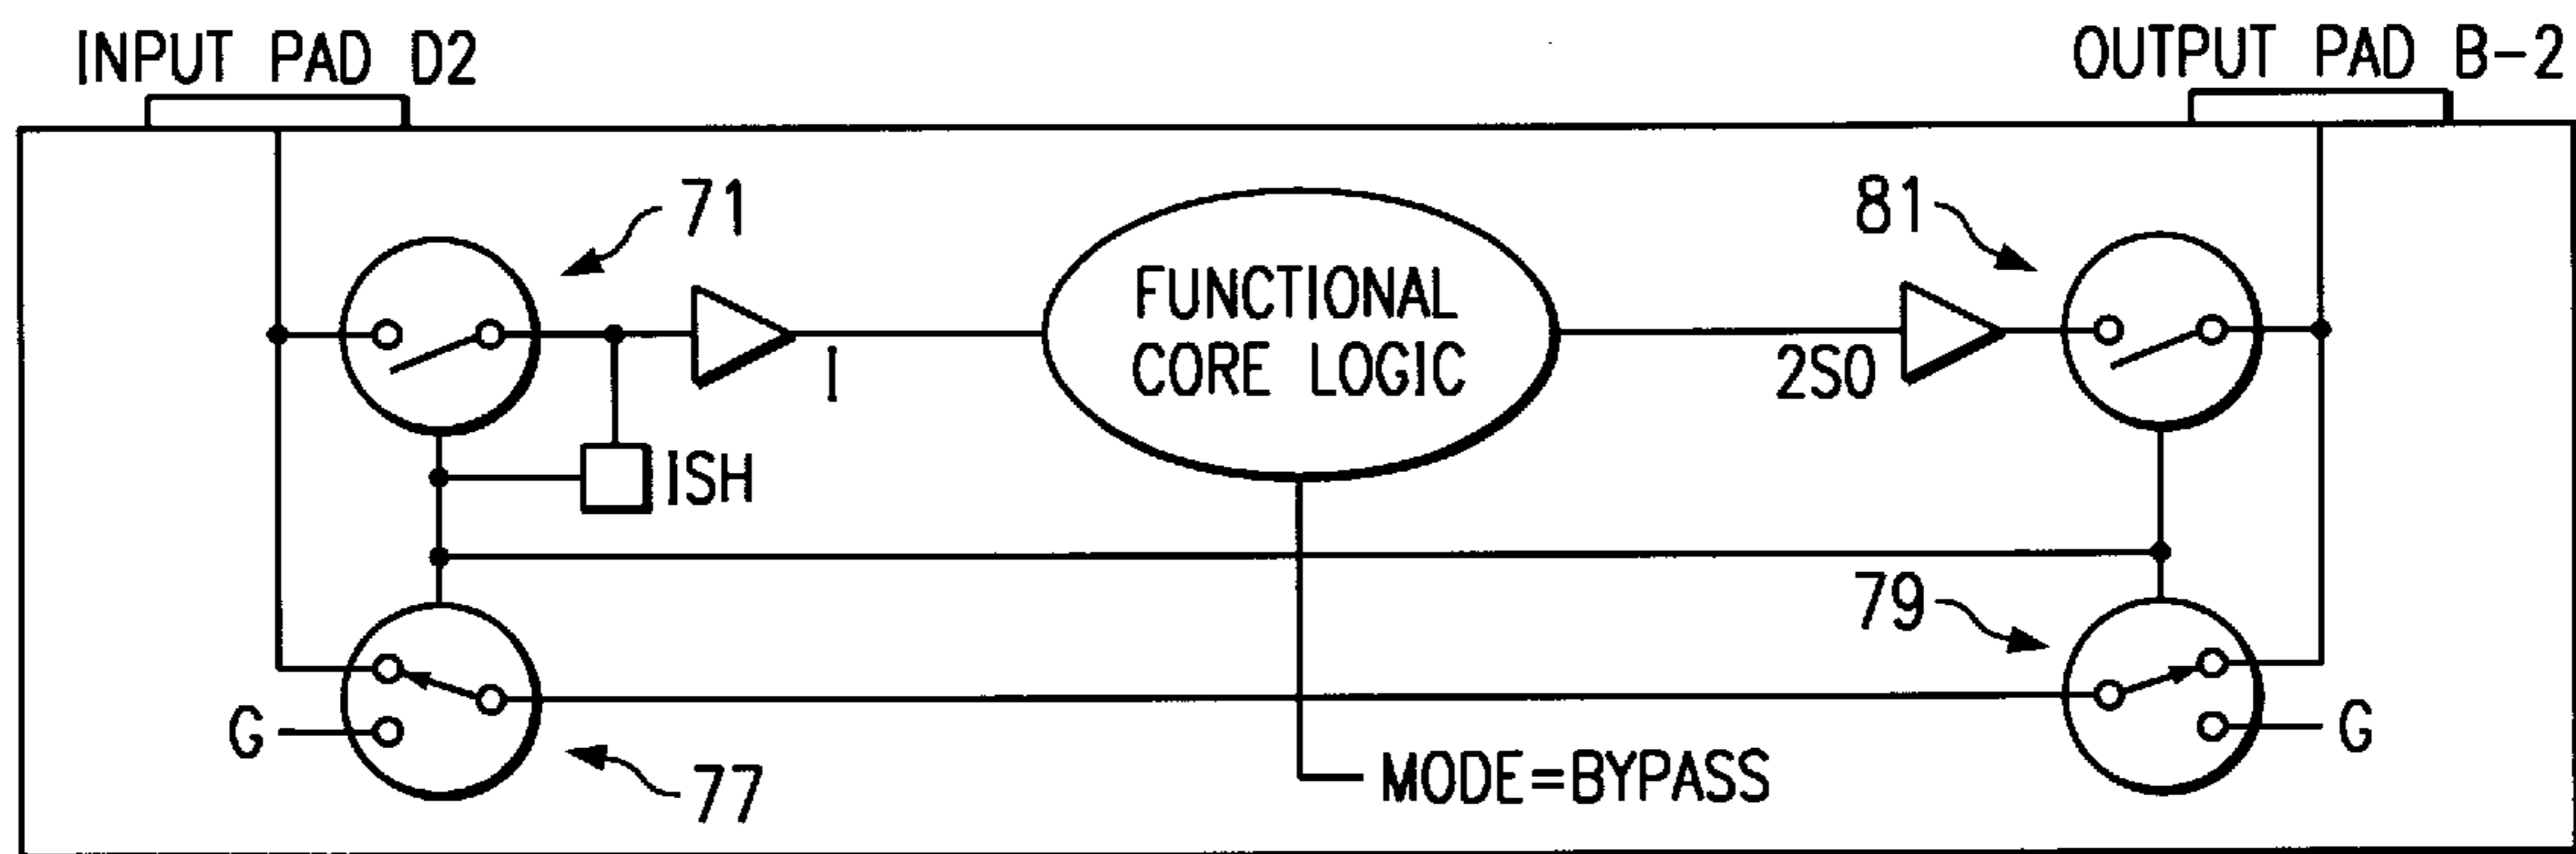 INPUT PAD D2
OUTPUT PAD B-2
71
81
FUNCTIONAL
CORE LOGIC
I
2SO
ISH
79
G
G
77
MODE=BYPASS